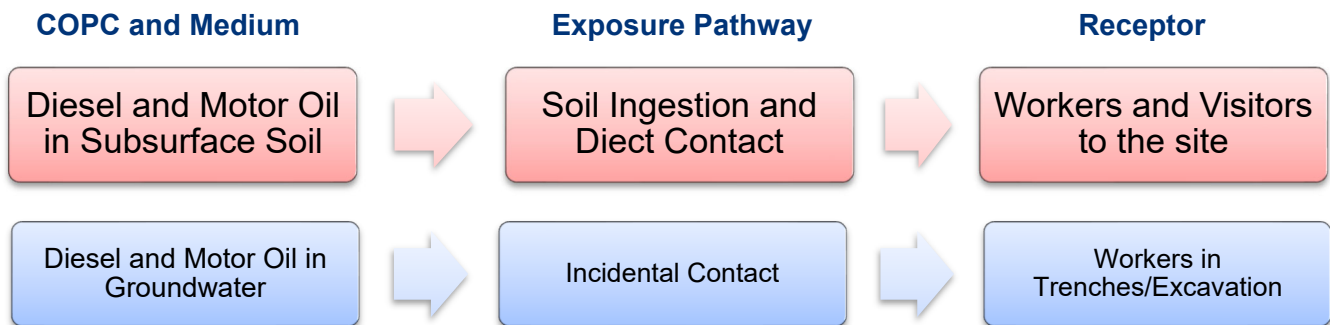 COPC and Medium
Exposure Pathway
Receptor
Diesel and Motor Oil
in Subsurface Soil
Soil Ingestion and
Diect Contact
Workers and Visitors
to the site
Diesel and Motor Oil in
Groundwater
Incidental Contact
Workers in
Trenches/Excavation